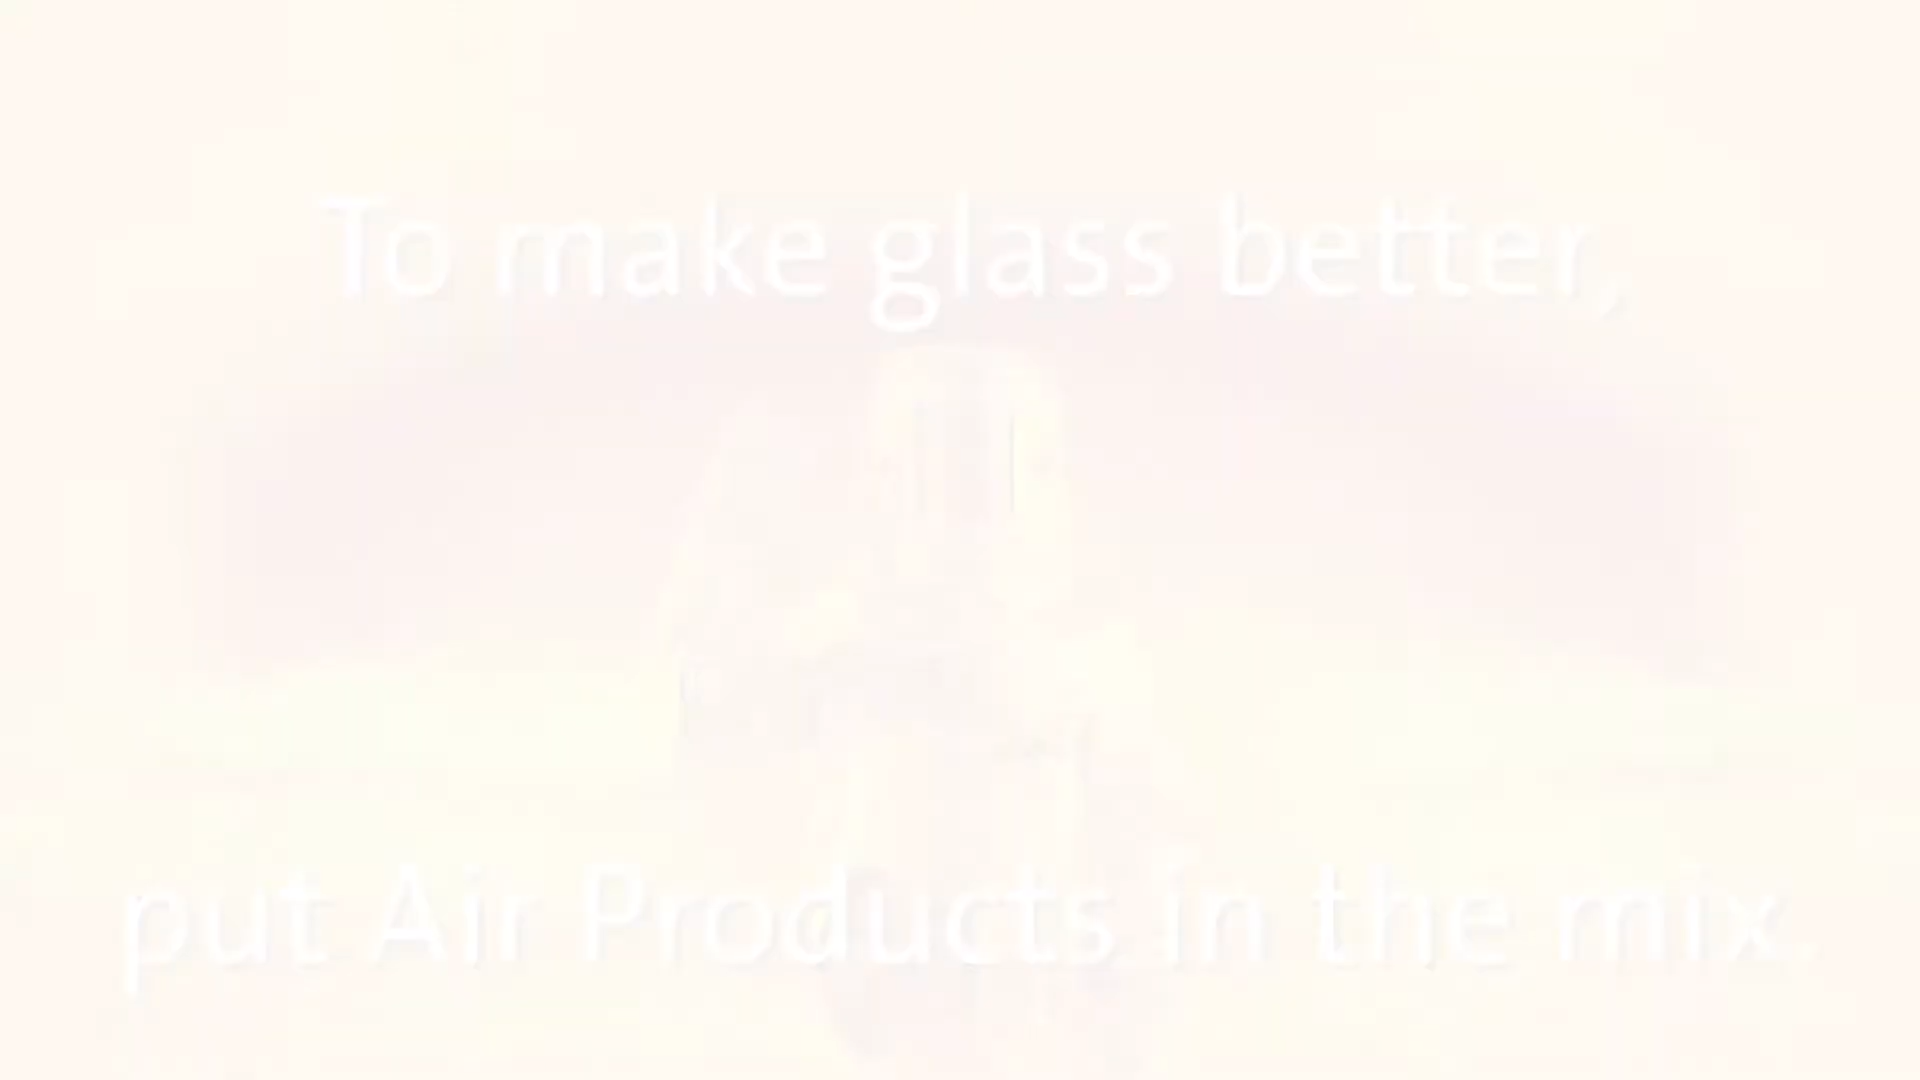 To make glass better,
put Air Products in the mix.